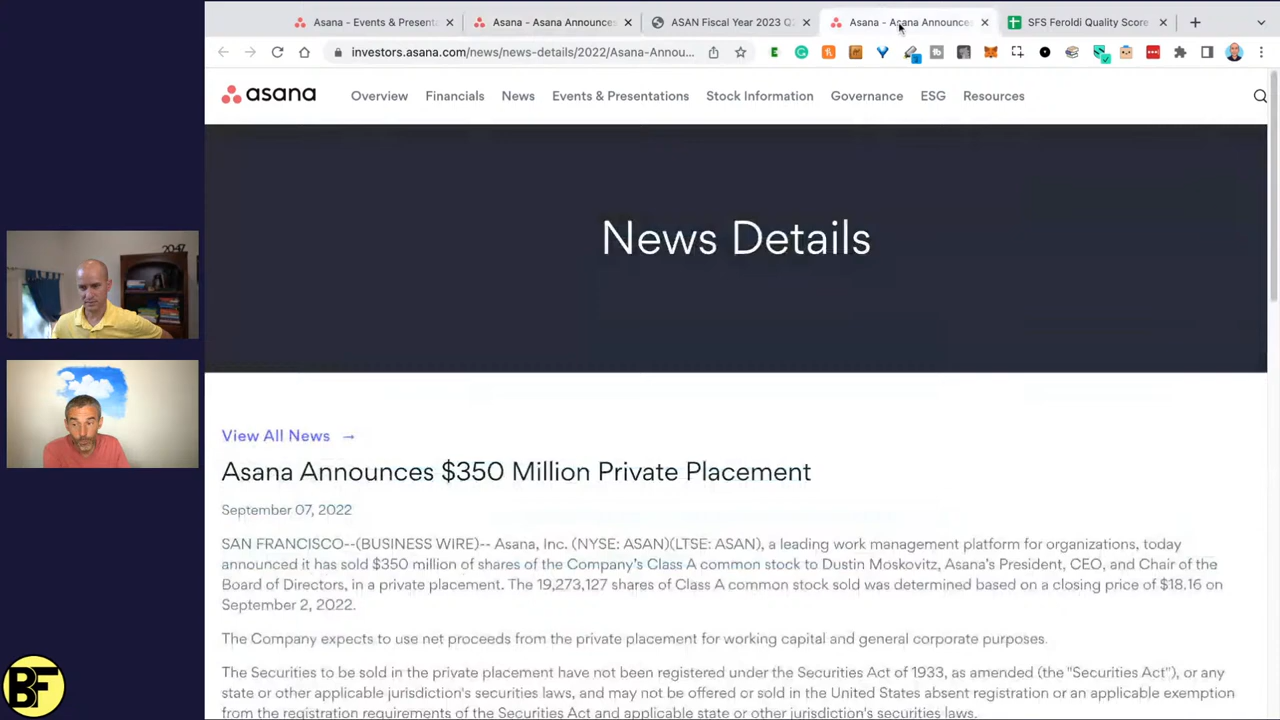 Asana - Events & Presenta
Asana - Asana Announces
ASAN Fiscal Year 2023 Q2
Asana - Asana Announces
SFS Feroldi Quality Score
investors.asana.com/news/news-details/2022/Asana-Annou...
asana
Overview
Financials
News
Events & Presentations
Stock Information
Governance
ESG
Resources
News Details
View All News →
Asana Announces $350 Million Private Placement
September 07, 2022
SAN FRANCISCO--(BUSINESS WIRE)-- Asana, Inc. (NYSE: ASAN)(LTSE: ASAN), a leading work management platform for organizations, today
announced it has sold $350 million of shares of the Company's Class A common stock to Dustin Moskovitz, Asana's President, CEO, and Chair of the
Board of Directors, in a private placement. The 19,273,127 shares of Class A common stock sold was determined based on a closing price of $18.16 on
September 2, 2022.
The Company expects to use net proceeds from the private placement for working capital and general corporate purposes.
The Securities to be sold in the private placement have not been registered under the Securities Act of 1933, as amended (the "Securities Act"), or any
state or other applicable jurisdiction's securities laws, and may not be offered or sold in the United States absent registration or an applicable exemption
from the registration requirements of the Securities Act and applicable state or other jurisdiction's securities laws.
BF